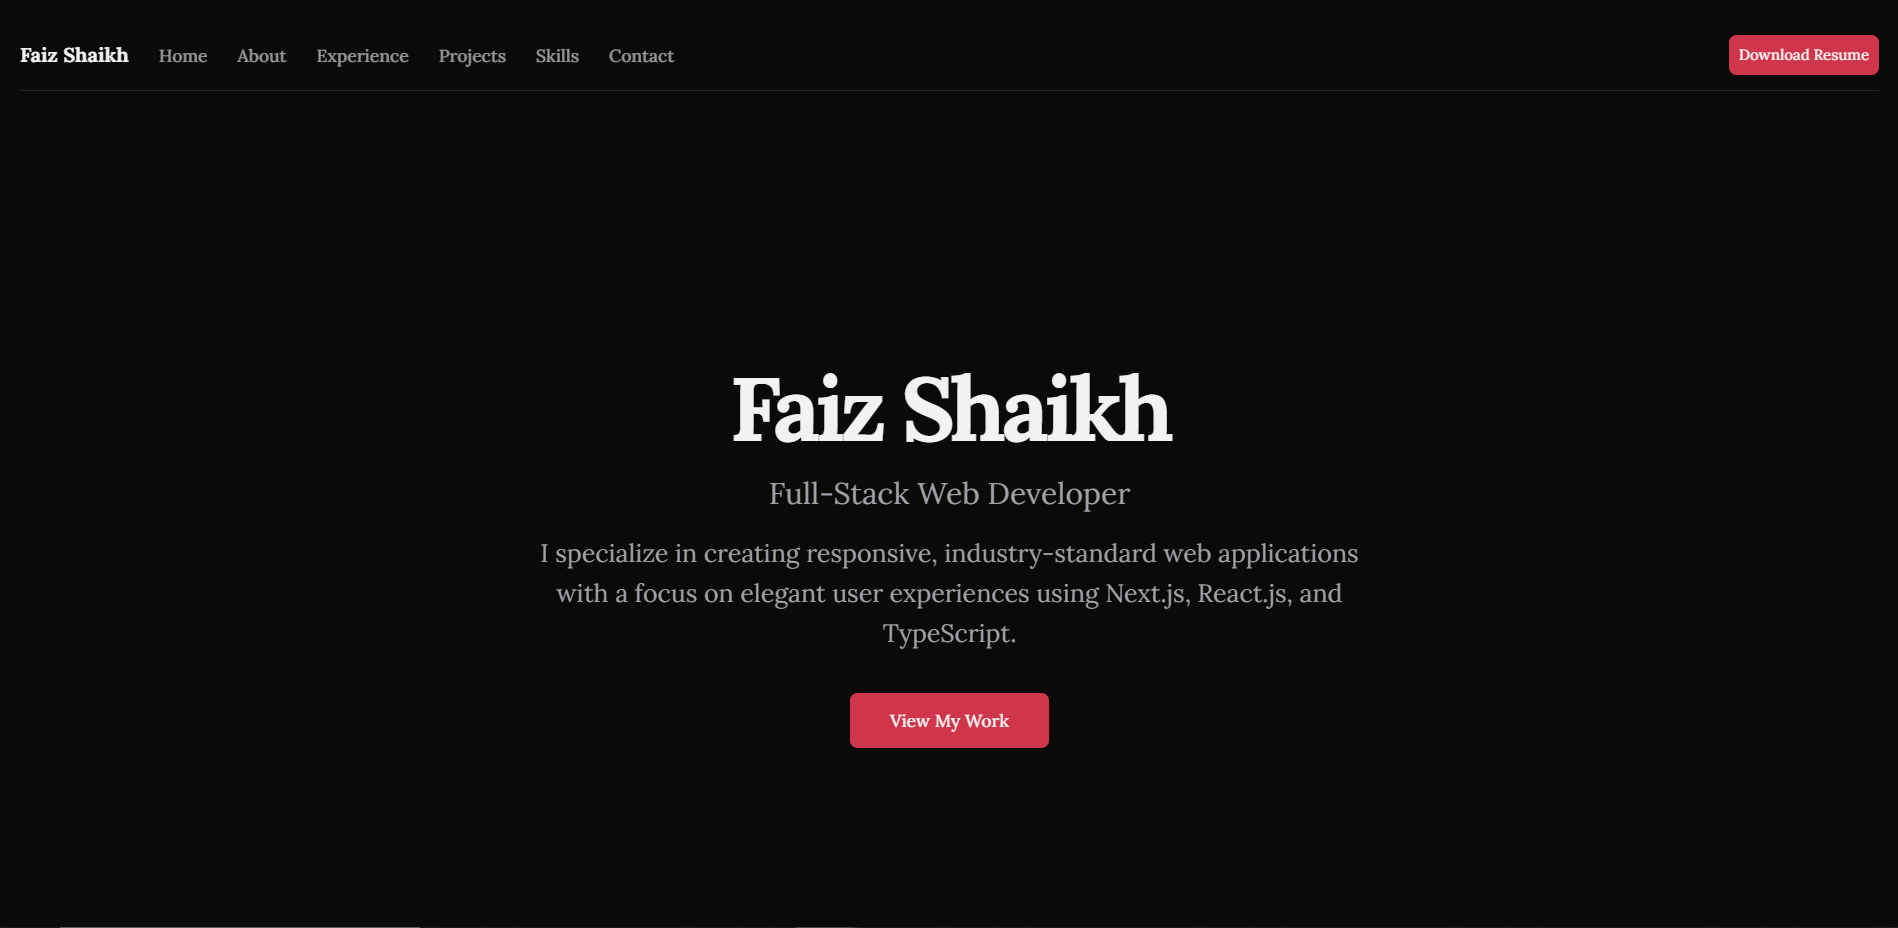 Faiz Shaikh Home About Experience Projects Skills Contact Download Resume
Faiz Shaikh
Full-Stack Web Developer
I specialize in creating responsive, industry-standard web applications
with a focus on elegant user experiences using Next.js, React.js, and
TypeScript.
View My Work